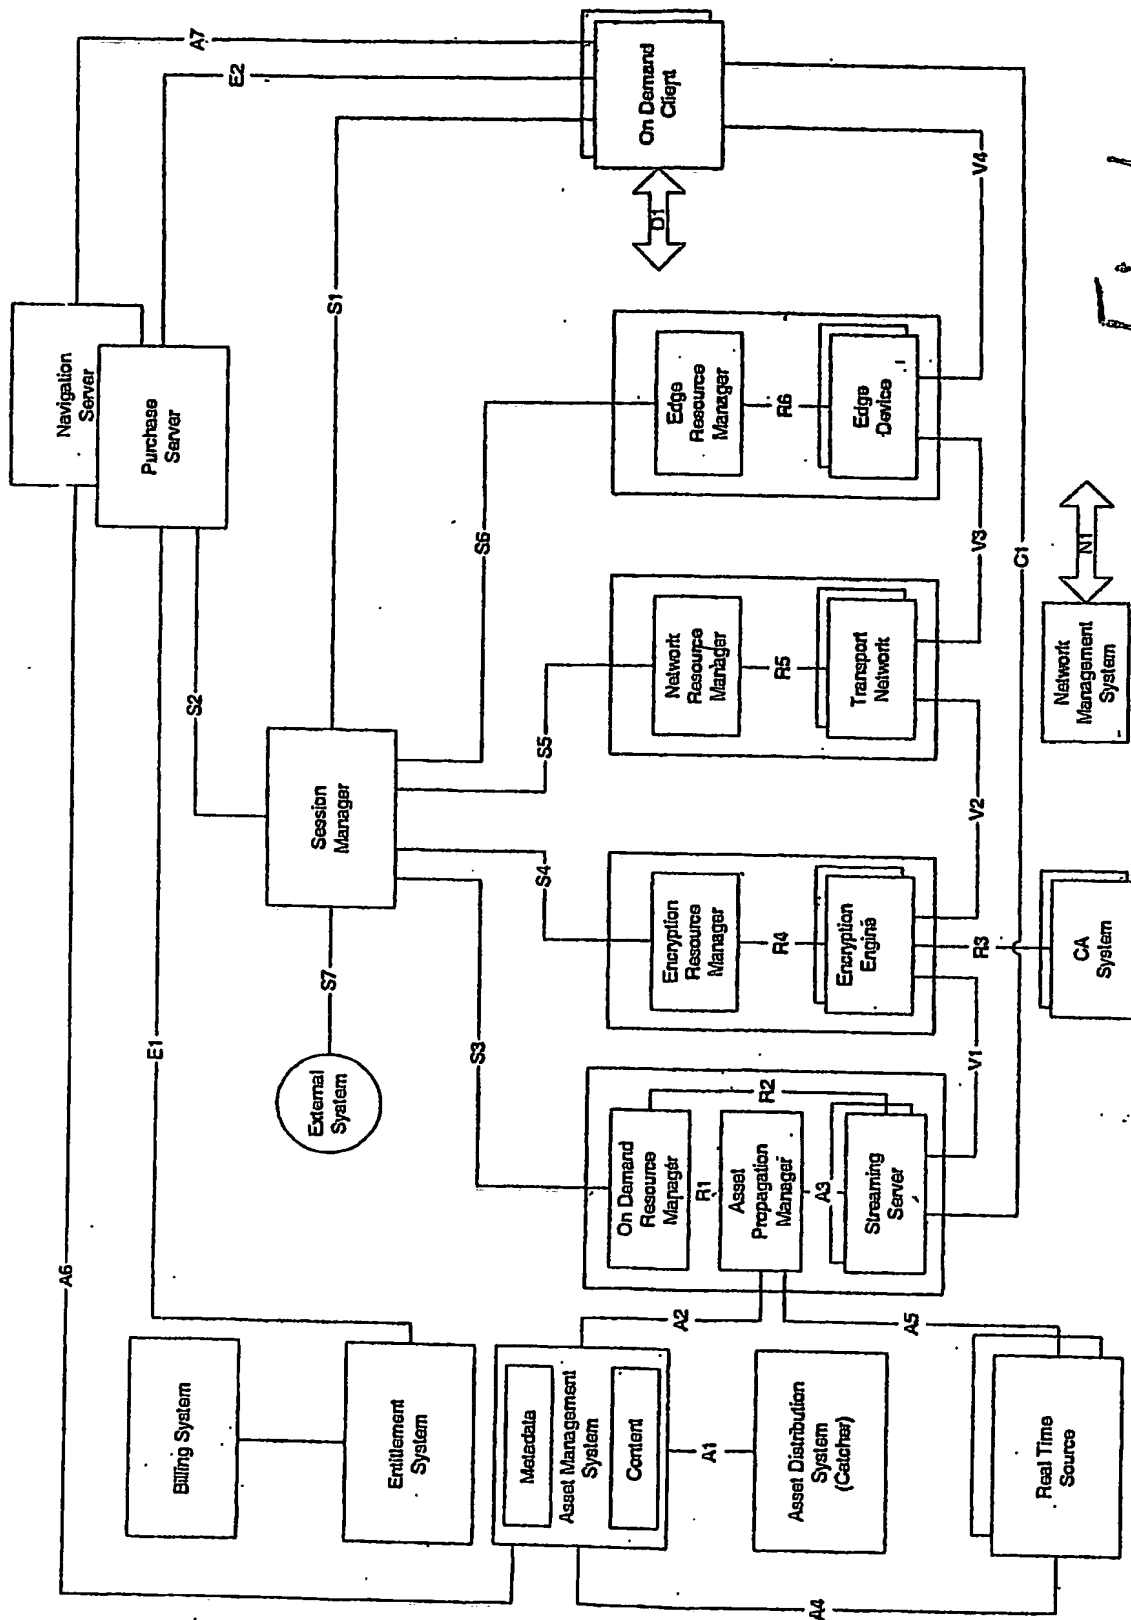 A7
E2
S1
Navigation
Server
Purchase
Server
On Demand
Client
D1
V4
S2
S6
Edge
Resource
Manager
R6
Edge
Device
V3
C1
E1
A6
Session
Manager
S5
Network
Resource
Manager
R5
Transport
Network
N1
Network
Management
System
S7
External
System
S4
Encryption
Resource
Manager
R4
Encryption
Engine
V2
R3
CA
System
S3
On Demand
Resource
Manager
R1
R2
Asset
Propagation
Manager
A3
Streaming
Server
V1
Billing System
Entitlement
System
Metadata
Asset Management
System
Content
A2
A1
Asset Distribution
System
(Catcher)
A5
Real Time
Source
A4